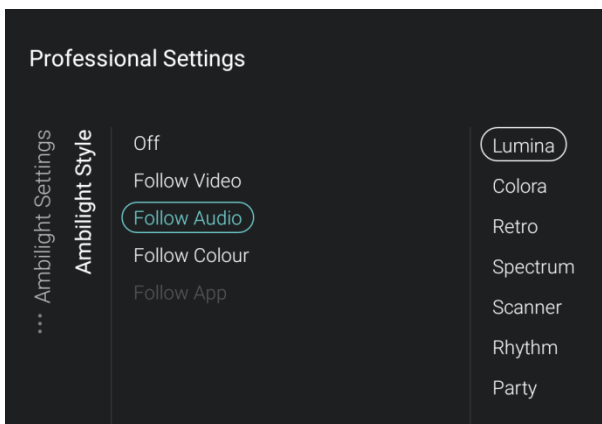 Professional Settings
... Ambilight Settings
Ambilight Style
Off
Follow Video
Follow Audio
Follow Colour
Follow App
Lumina
Colora
Retro
Spectrum
Scanner
Rhythm
Party